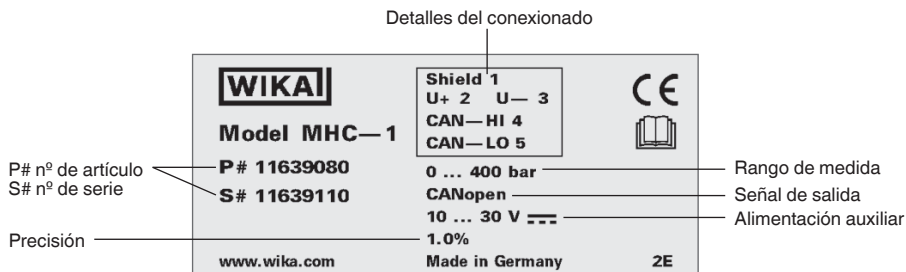 Detalles del conexionado
WIKA
Model MHC—1
P# 11639080
S# 11639110
www.wika.com
Shield 1
U+ 2 U— 3
CAN—HI 4
CAN—LO 5
0 ... 400 bar
CANopen
10 ... 30 V
1.0%
Made in Germany
CE
2E
P# nº de artículo
S# nº de serie
Precisión
Rango de medida
Señal de salida
Alimentación auxiliar